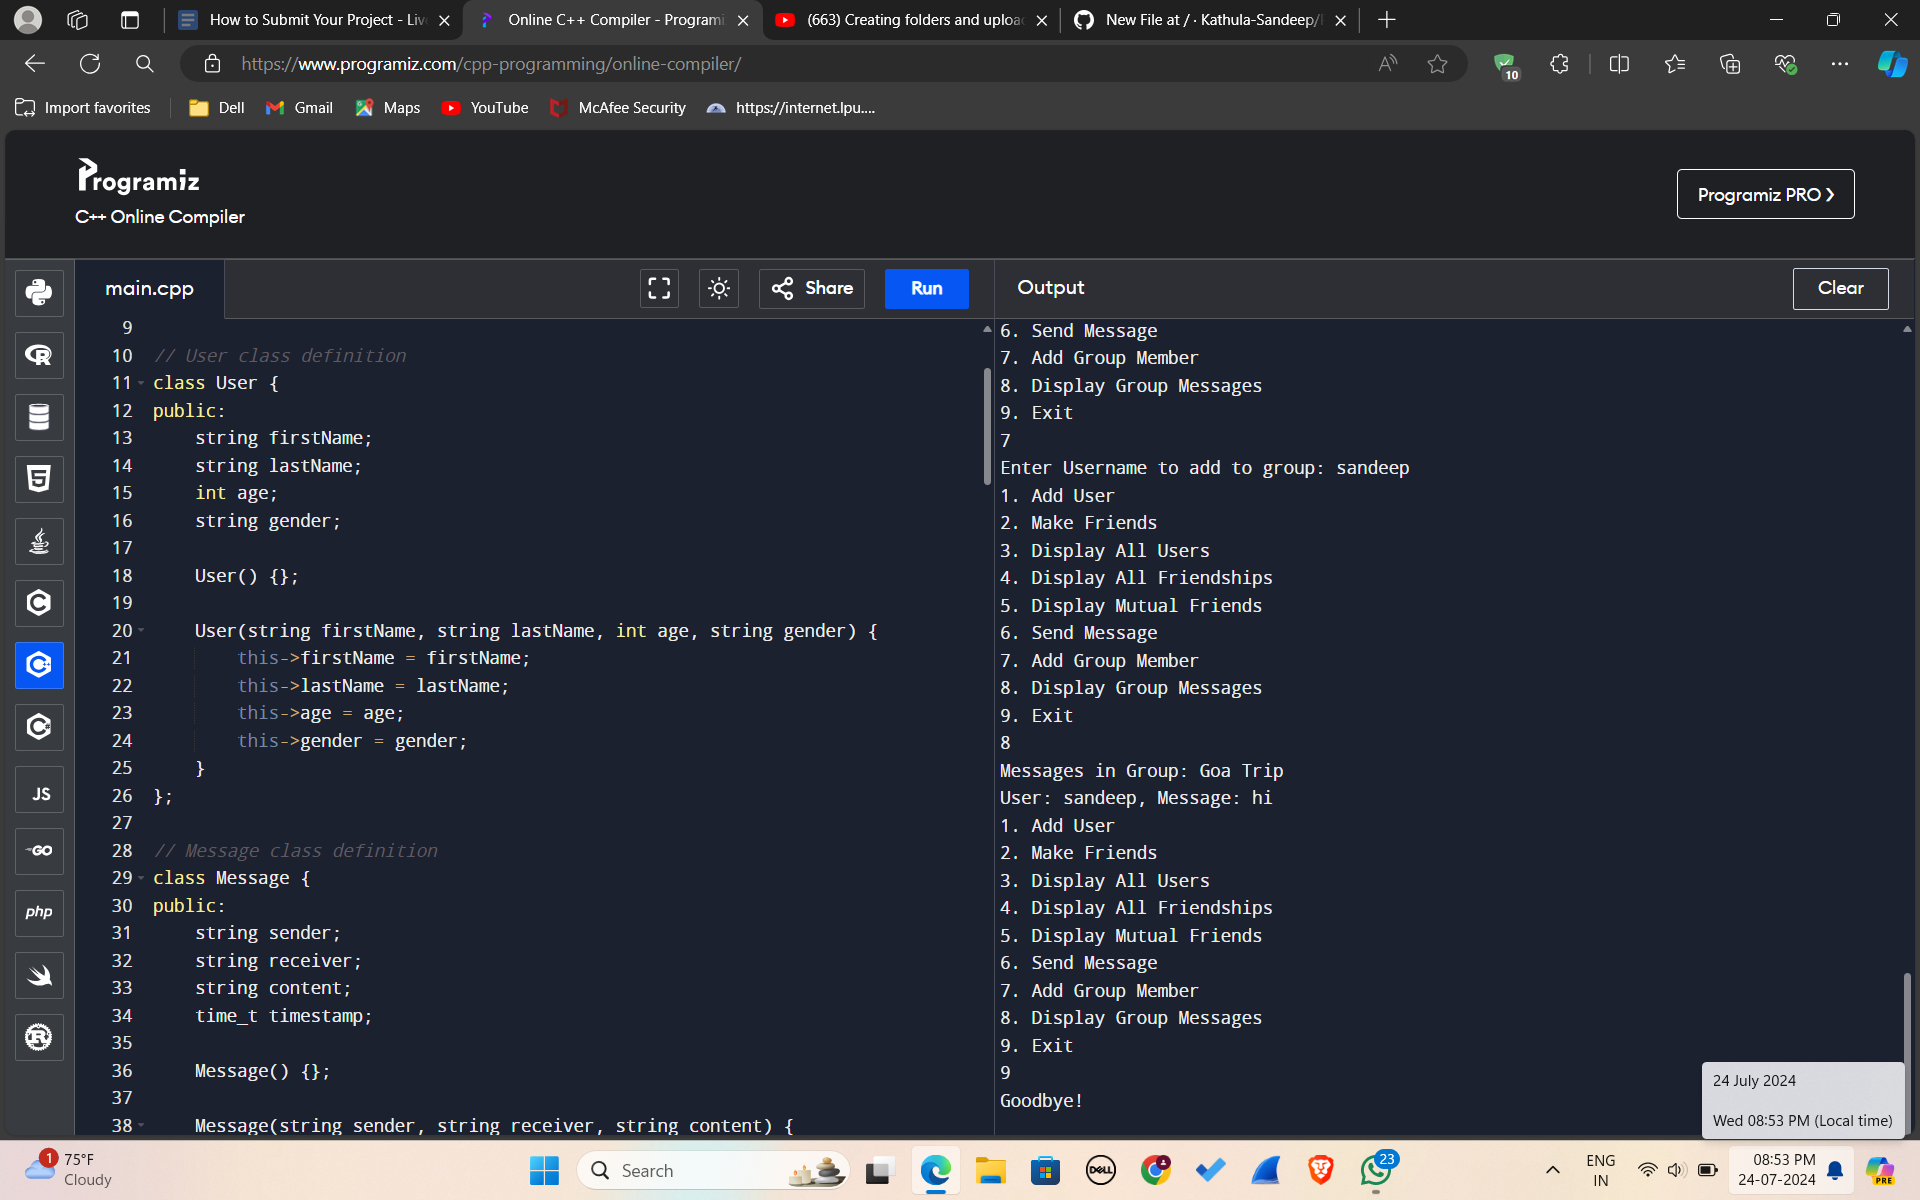 How to Submit Your Project - Liv
Online C++ Compiler - Programi
(663) Creating folders and uploa
New File at / · Kathula-Sandeep/
https://www.programiz.com/cpp-programming/online-compiler/
10
Import favorites
Dell
Gmail
Maps
YouTube
McAfee Security
https://internet.lpu....
Programiz
C++ Online Compiler
Programiz PRO
main.cpp
Share
Run
Output
Clear
9
10 // User class definition
11 class User {
12 public:
13 string firstName;
14 string lastName;
15 int age;
16 string gender;
17
18 User() {};
19
20 User(string firstName, string lastName, int age, string gender) {
21 this->firstName = firstName;
22 this->lastName = lastName;
23 this->age = age;
24 this->gender = gender;
25 }
26 };
27
28 // Message class definition
29 class Message {
30 public:
31 string sender;
32 string receiver;
33 string content;
34 time_t timestamp;
35
36 Message() {};
37
38 Message(string sender, string receiver, string content) {
6. Send Message
7. Add Group Member
8. Display Group Messages
9. Exit
7
Enter Username to add to group: sandeep
1. Add User
2. Make Friends
3. Display All Users
4. Display All Friendships
5. Display Mutual Friends
6. Send Message
7. Add Group Member
8. Display Group Messages
9. Exit
8
Messages in Group: Goa Trip
User: sandeep, Message: hi
1. Add User
2. Make Friends
3. Display All Users
4. Display All Friendships
5. Display Mutual Friends
6. Send Message
7. Add Group Member
8. Display Group Messages
9. Exit
9
Goodbye!
JS
GO
php
24 July 2024
Wed 08:53 PM (Local time)
1
75°F
Cloudy
Search
DELL
23
ENG
IN
08:53 PM
24-07-2024
PRE